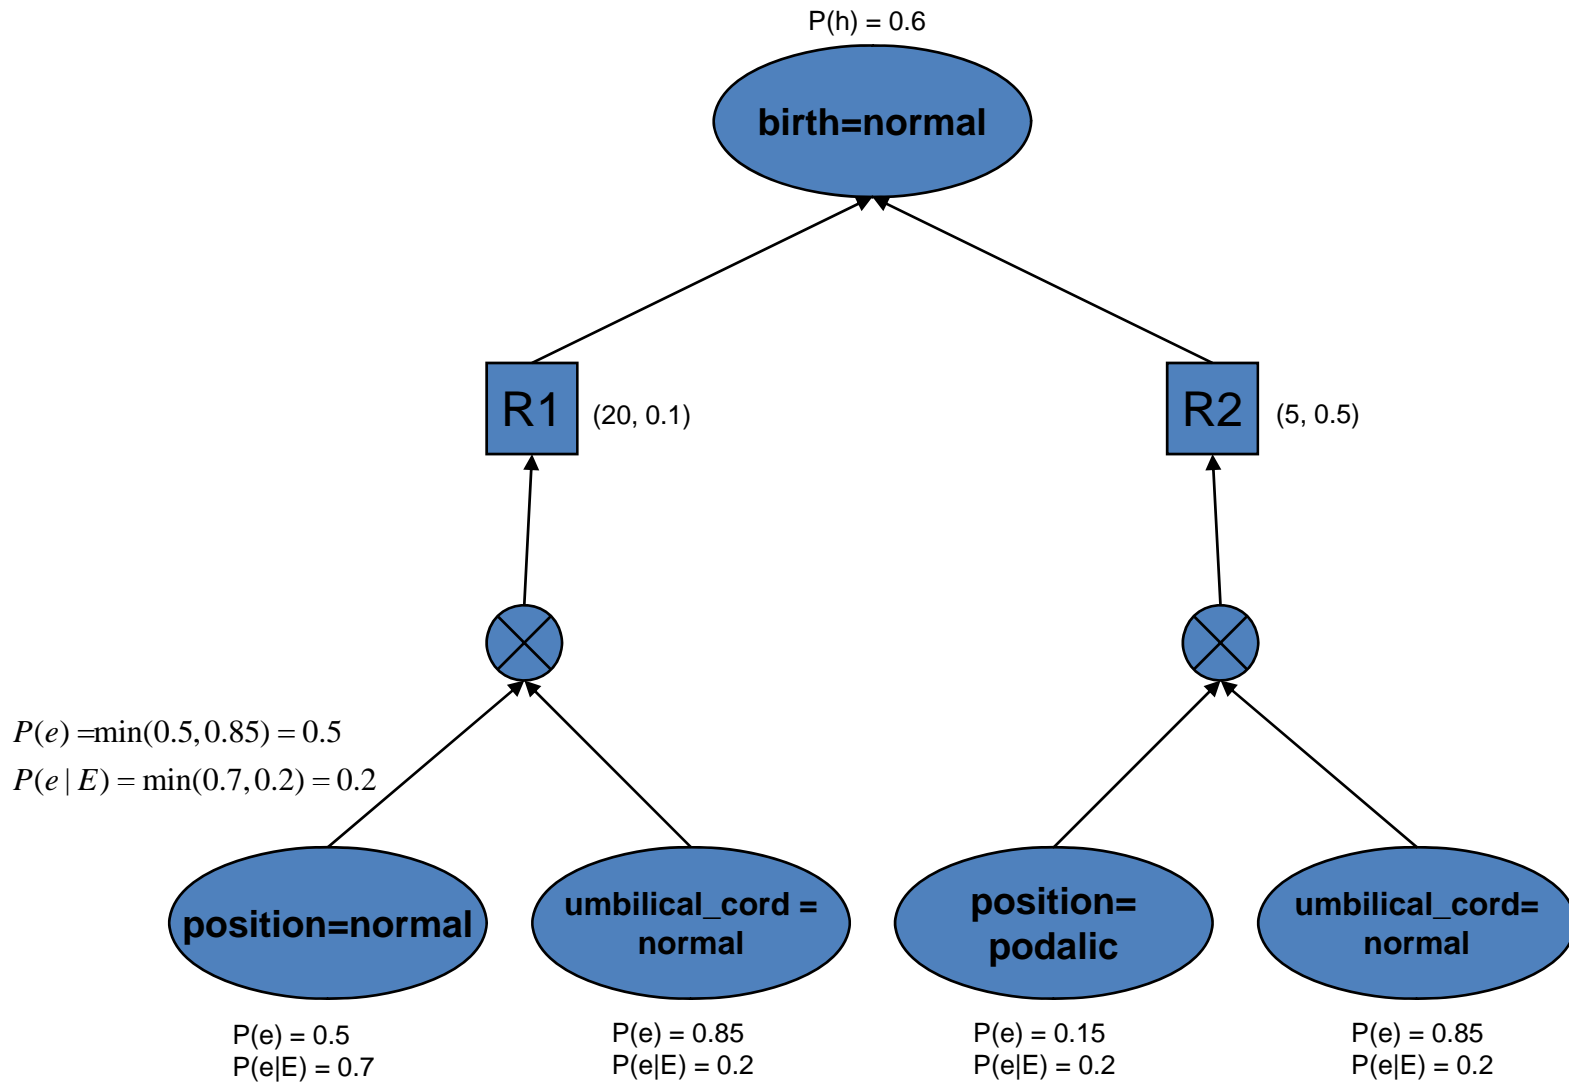 P(h) = 0.6
birth=normal
R1
(20, 0.1)
R2
(5, 0.5)
P(e) =min(0.5,0.85) = 0.5
P(e | E) = min(0.7,0.2) = 0.2
position=normal
umbilical_cord =
normal
position=
podalic
umbilical_cord=
normal
P(e) = 0.5
P(e|E) = 0.7
P(e) = 0.85
P(e|E) = 0.2
P(e) = 0.15
P(e|E) = 0.2
P(e) = 0.85
P(e|E) = 0.2